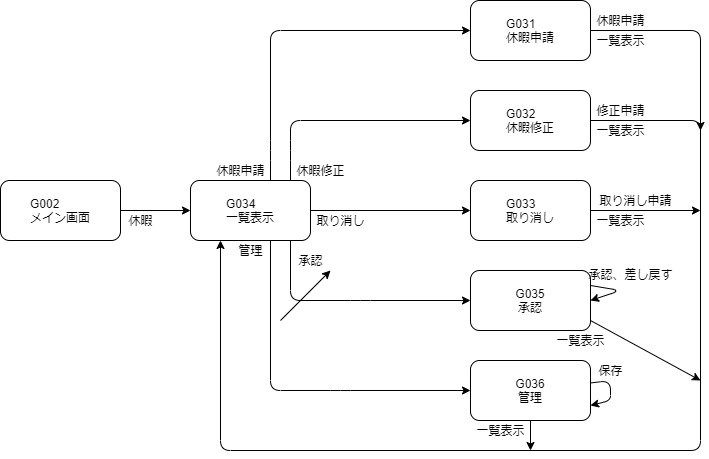 G031
休暇申請
休暇申請
一覧表示
G032
休暇修正
修正申請
一覧表示
休暇申請
休暇修正
G002
メイン画面
休暇
G034
一覧表示
取り消し
G033
取り消し
取り消し申請
一覧表示
管理
承認
G035
承認
承認、差し戻す
一覧表示
G036
管理
保存
一覧表示